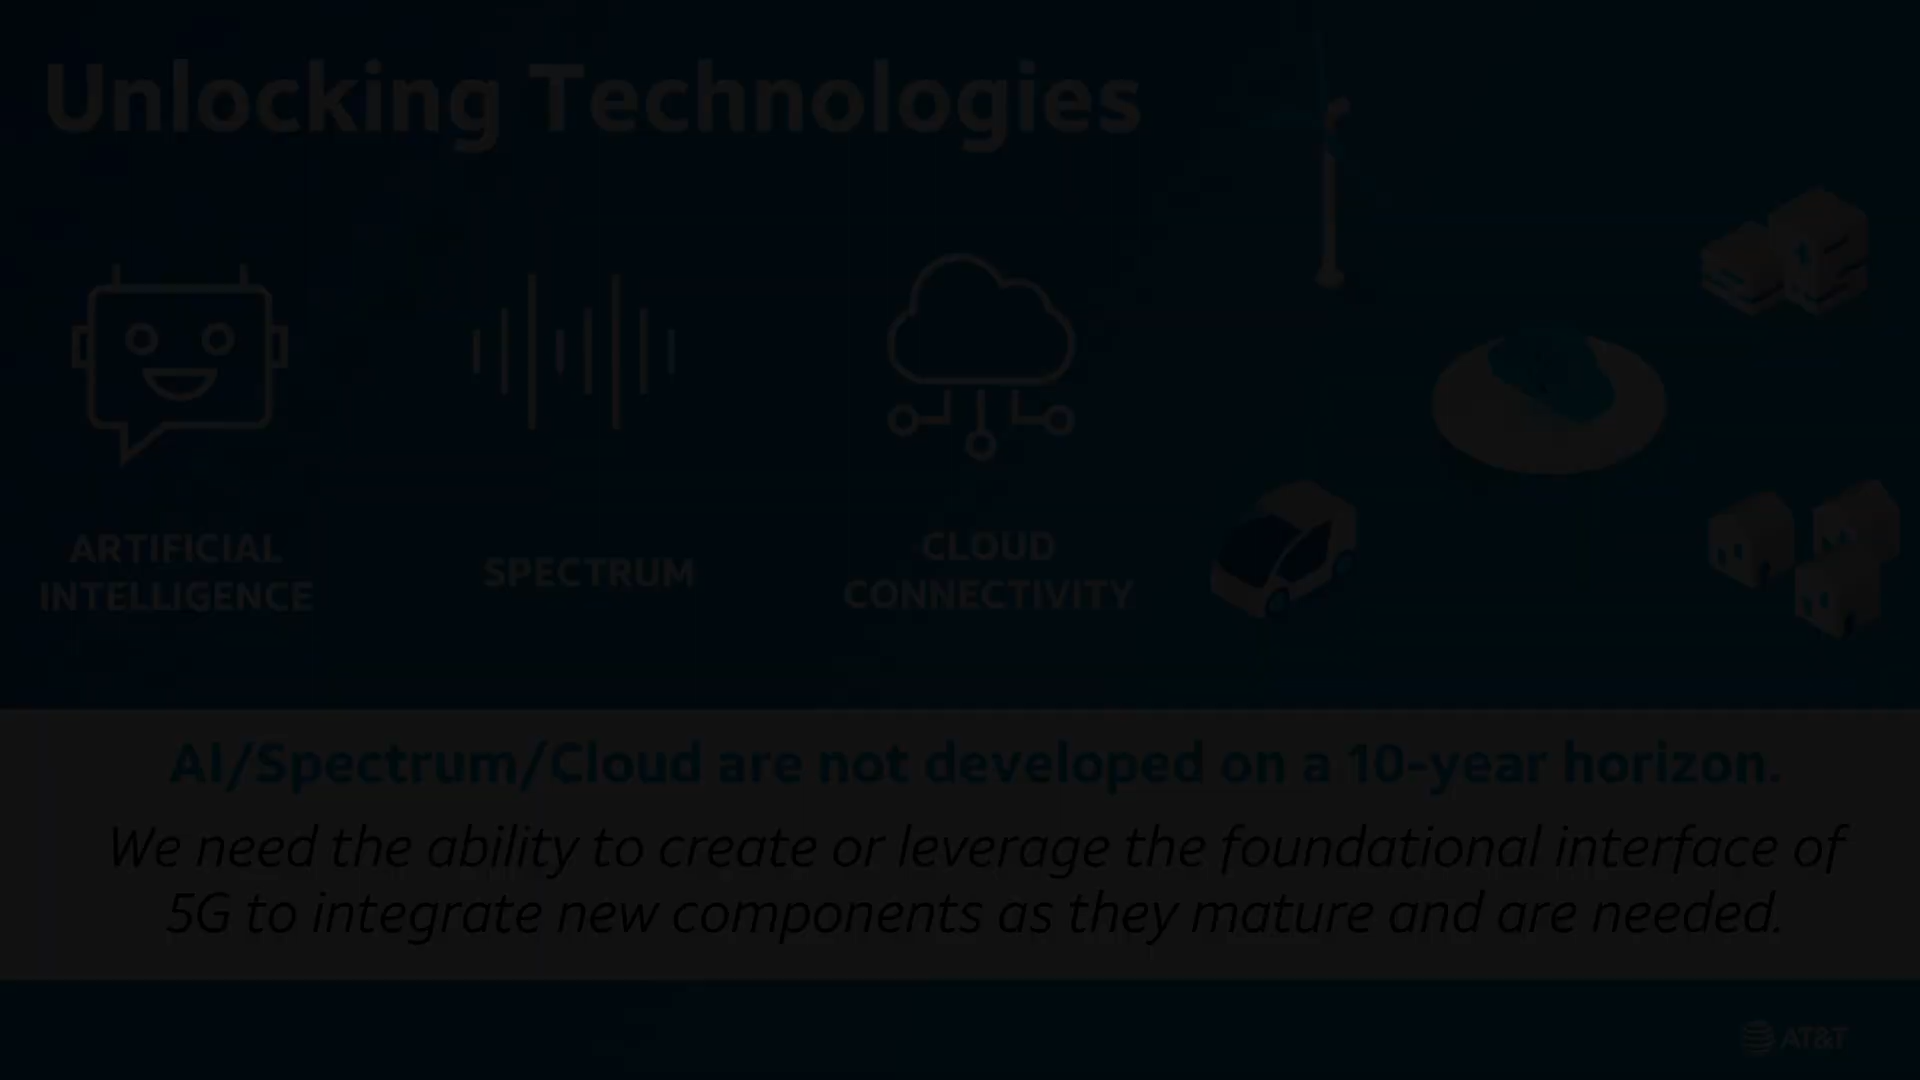 Unlocking Technologies
ARTIFICIAL
INTELLIGENCE
SPECTRUM
CLOUD
CONNECTIVITY
AI/Spectrum/Cloud are not developed on a 10-year horizon.
We need the ability to create or leverage the foundational interface of
5G to integrate new components as they mature and are needed.
AT&T